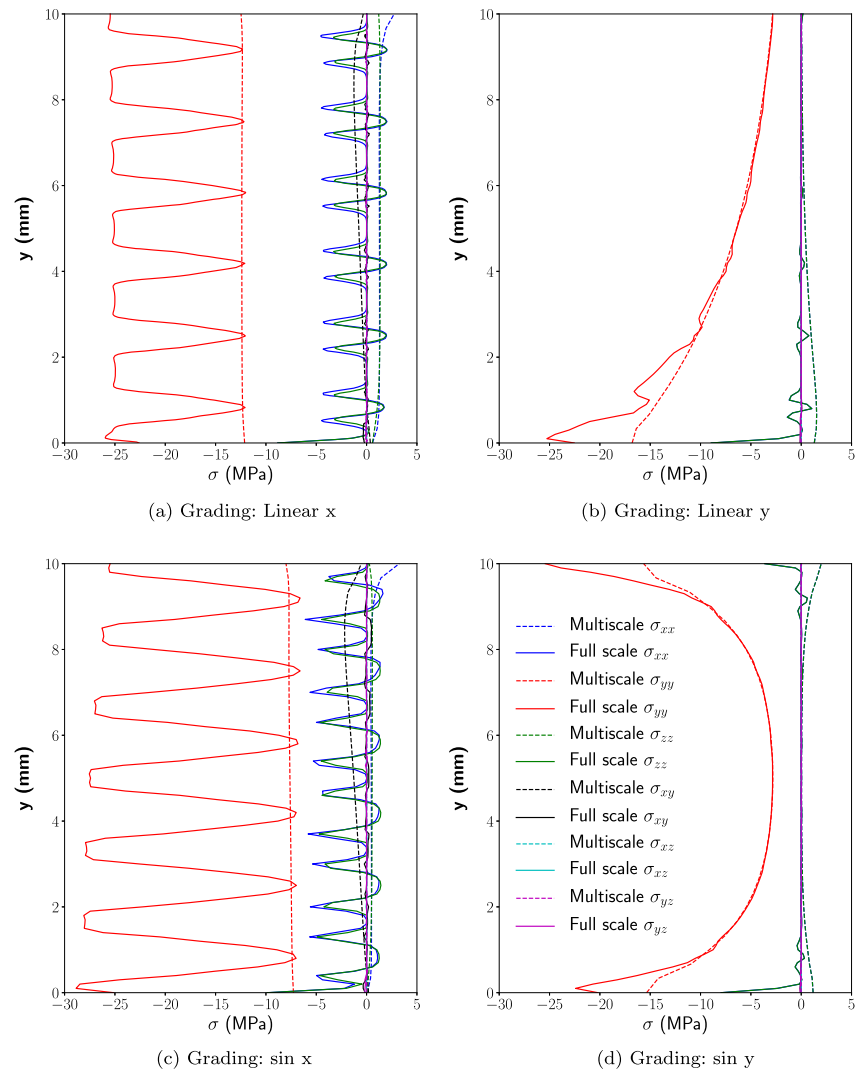 10
8
6
4
2
0
y (mm)
−30 −25 −20 −15 −10 −5 0 5
σ (MPa)
(a) Grading: Linear x
10
8
6
4
2
0
y (mm)
−30 −25 −20 −15 −10 −5 0 5
σ (MPa)
(b) Grading: Linear y
10
8
6
4
2
0
y (mm)
−30 −25 −20 −15 −10 −5 0 5
σ (MPa)
(c) Grading: sin x
10
8
6
4
2
0
y (mm)
Multiscale σxx
Full scale σxx
Multiscale σyy
Full scale σyy
Multiscale σzz
Full scale σzz
Multiscale σxy
Full scale σxy
Multiscale σxz
Full scale σxz
Multiscale σyz
Full scale σyz
−30 −25 −20 −15 −10 −5 0 5
σ (MPa)
(d) Grading: sin y